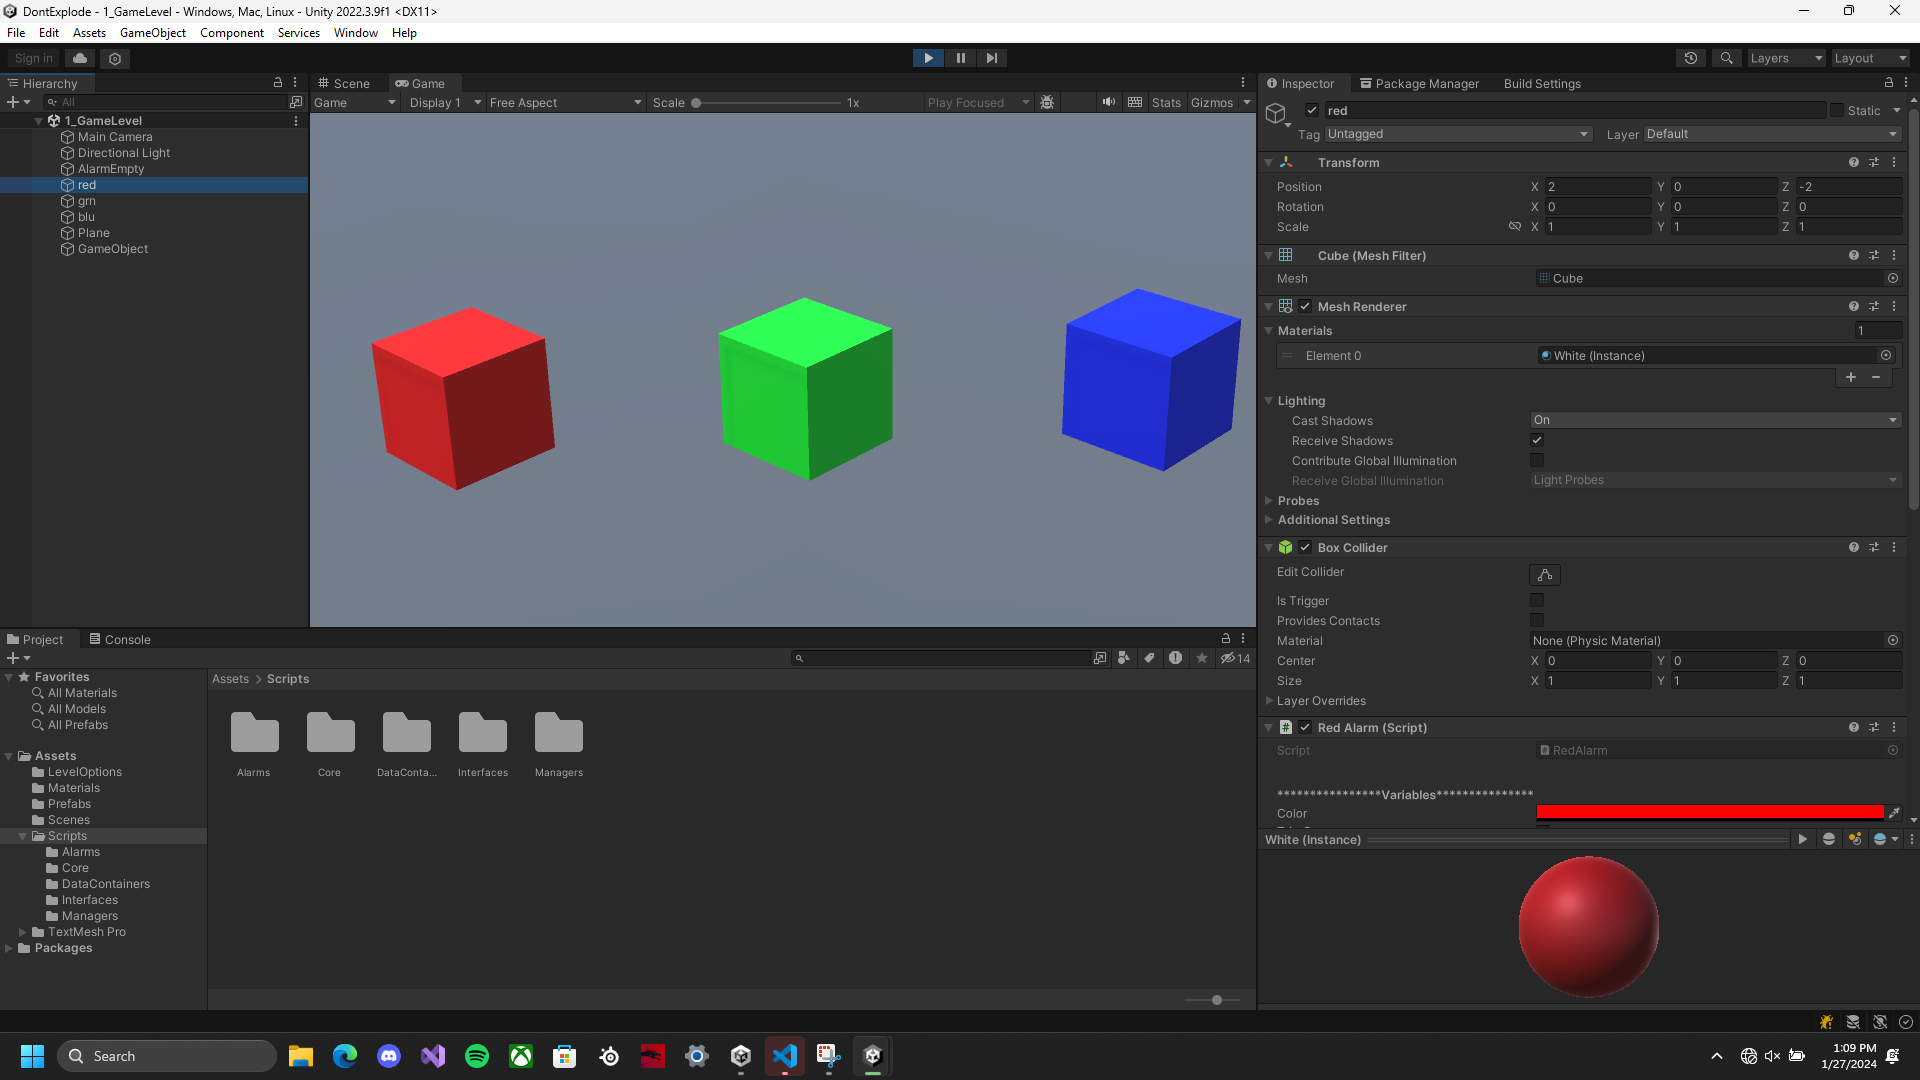 DontExplode - 1_GameLevel - Windows, Mac, Linux - Unity 2022.3.9f1 <DX11>
File Edit Assets GameObject Component Services Window Help
Sign in
Layers Layout
Hierarchy
All
1_GameLevel
Main Camera
Directional Light
AlarmEmpty
red
grn
blu
Plane
GameObject
Scene Game
Game Display 1 Free Aspect Scale 1x Play Focused Stats Gizmos
Inspector Package Manager Build Settings
red Static
Tag Untagged Layer Default
Transform
Position X 2 Y 0 Z -2
Rotation X 0 Y 0 Z 0
Scale X 1 Y 1 Z 1
Cube (Mesh Filter)
Mesh Cube
Mesh Renderer
Materials 1
Element 0 White (Instance)
Lighting
Cast Shadows On
Receive Shadows
Contribute Global Illumination
Receive Global Illumination Light Probes
Probes
Additional Settings
Box Collider
Edit Collider
Is Trigger
Provides Contacts
Material None (Physic Material)
Center X 0 Y 0 Z 0
Size X 1 Y 1 Z 1
Layer Overrides
Red Alarm (Script)
Script RedAlarm
****************Variables***************
Color
White (Instance)
Project Console
14
Favorites
All Materials
All Models
All Prefabs
Assets
LevelOptions
Materials
Prefabs
Scenes
Scripts
Alarms
Core
DataContainers
Interfaces
Managers
TextMesh Pro
Packages
Assets > Scripts
Alarms Core DataConta... Interfaces Managers
Search
1:09 PM
1/27/2024